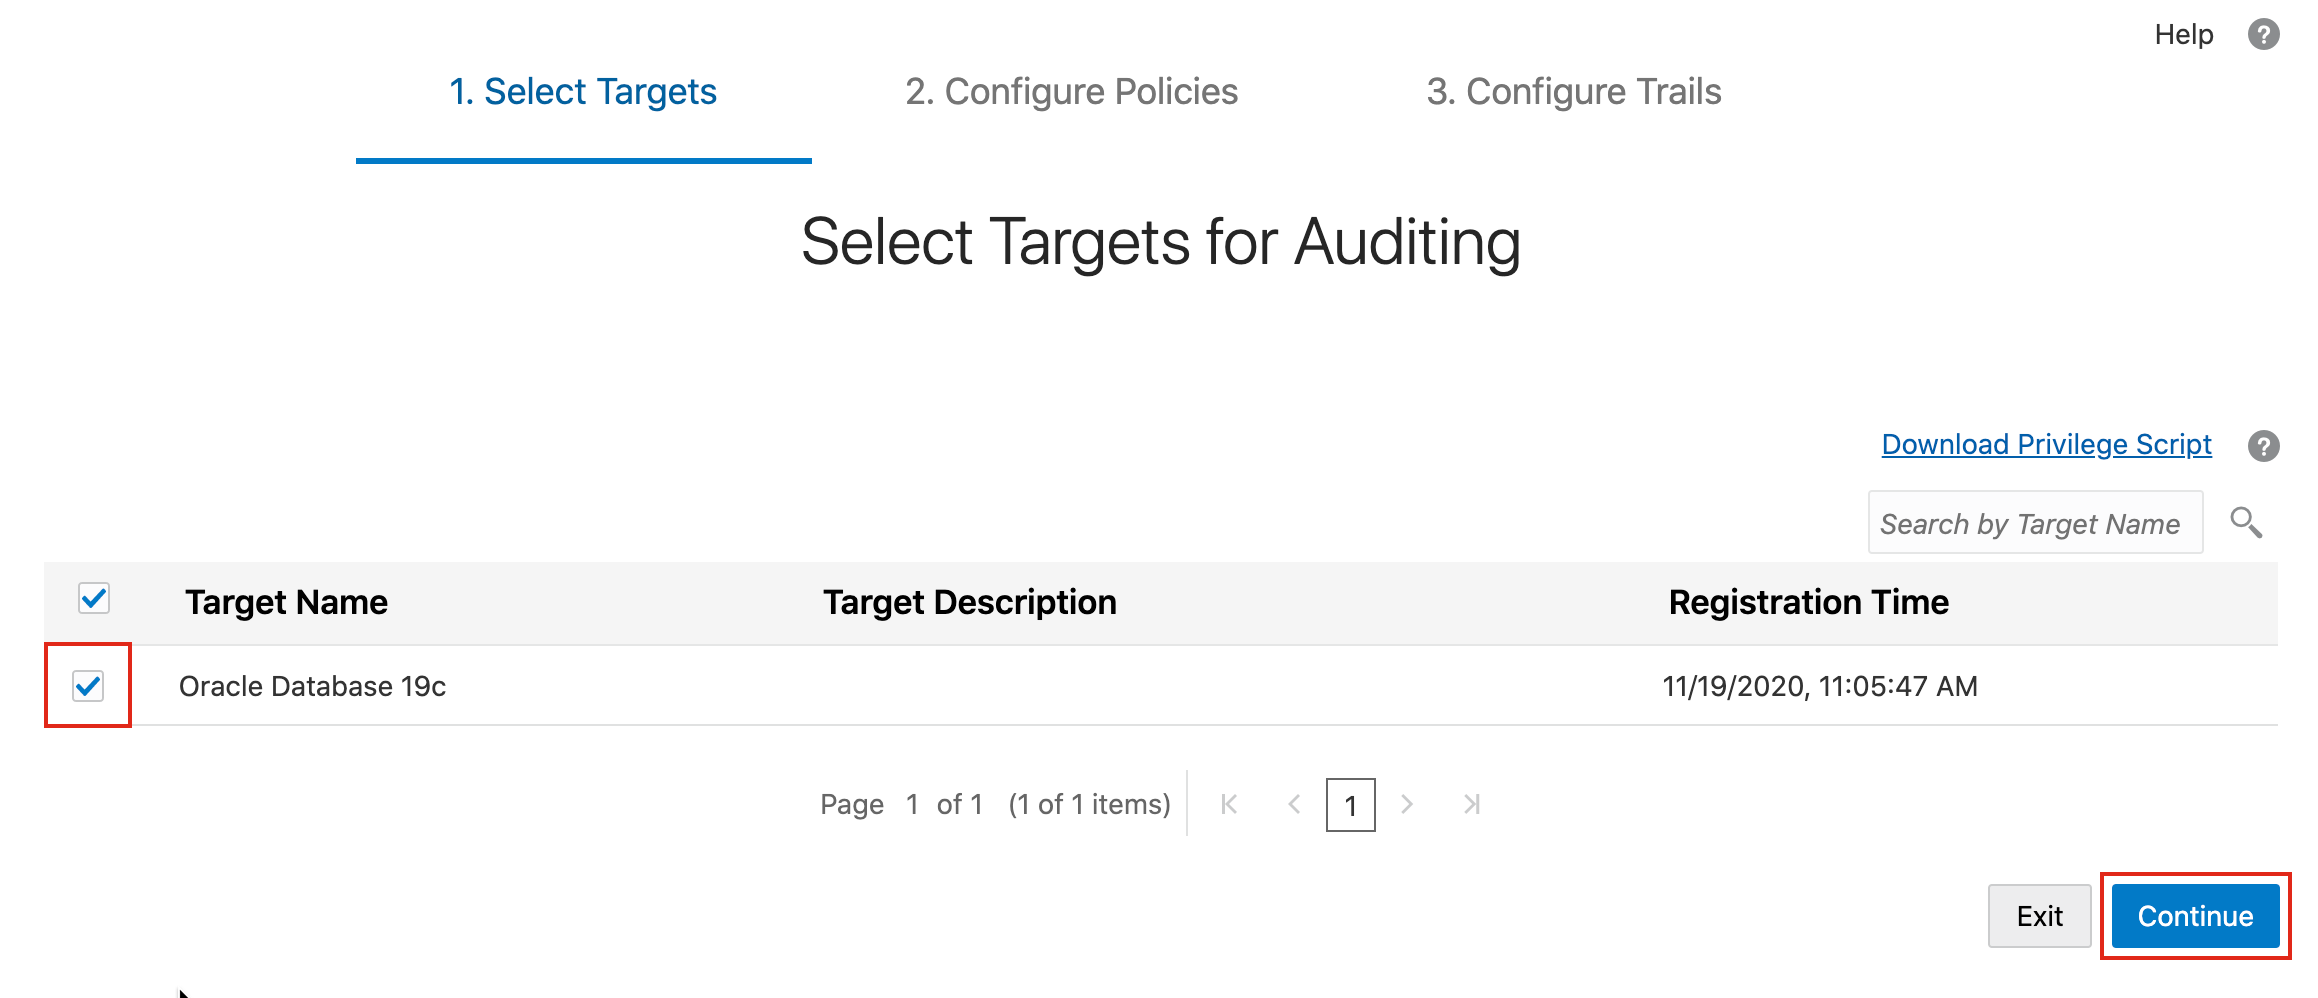 Help ?
1. Select Targets 2. Configure Policies 3. Configure Trails
Select Targets for Auditing
Download Privilege Script ?
Search by Target Name
Target Name Target Description Registration Time
Oracle Database 19c 11/19/2020, 11:05:47 AM
Page 1 of 1 (1 of 1 items) 1
Exit Continue